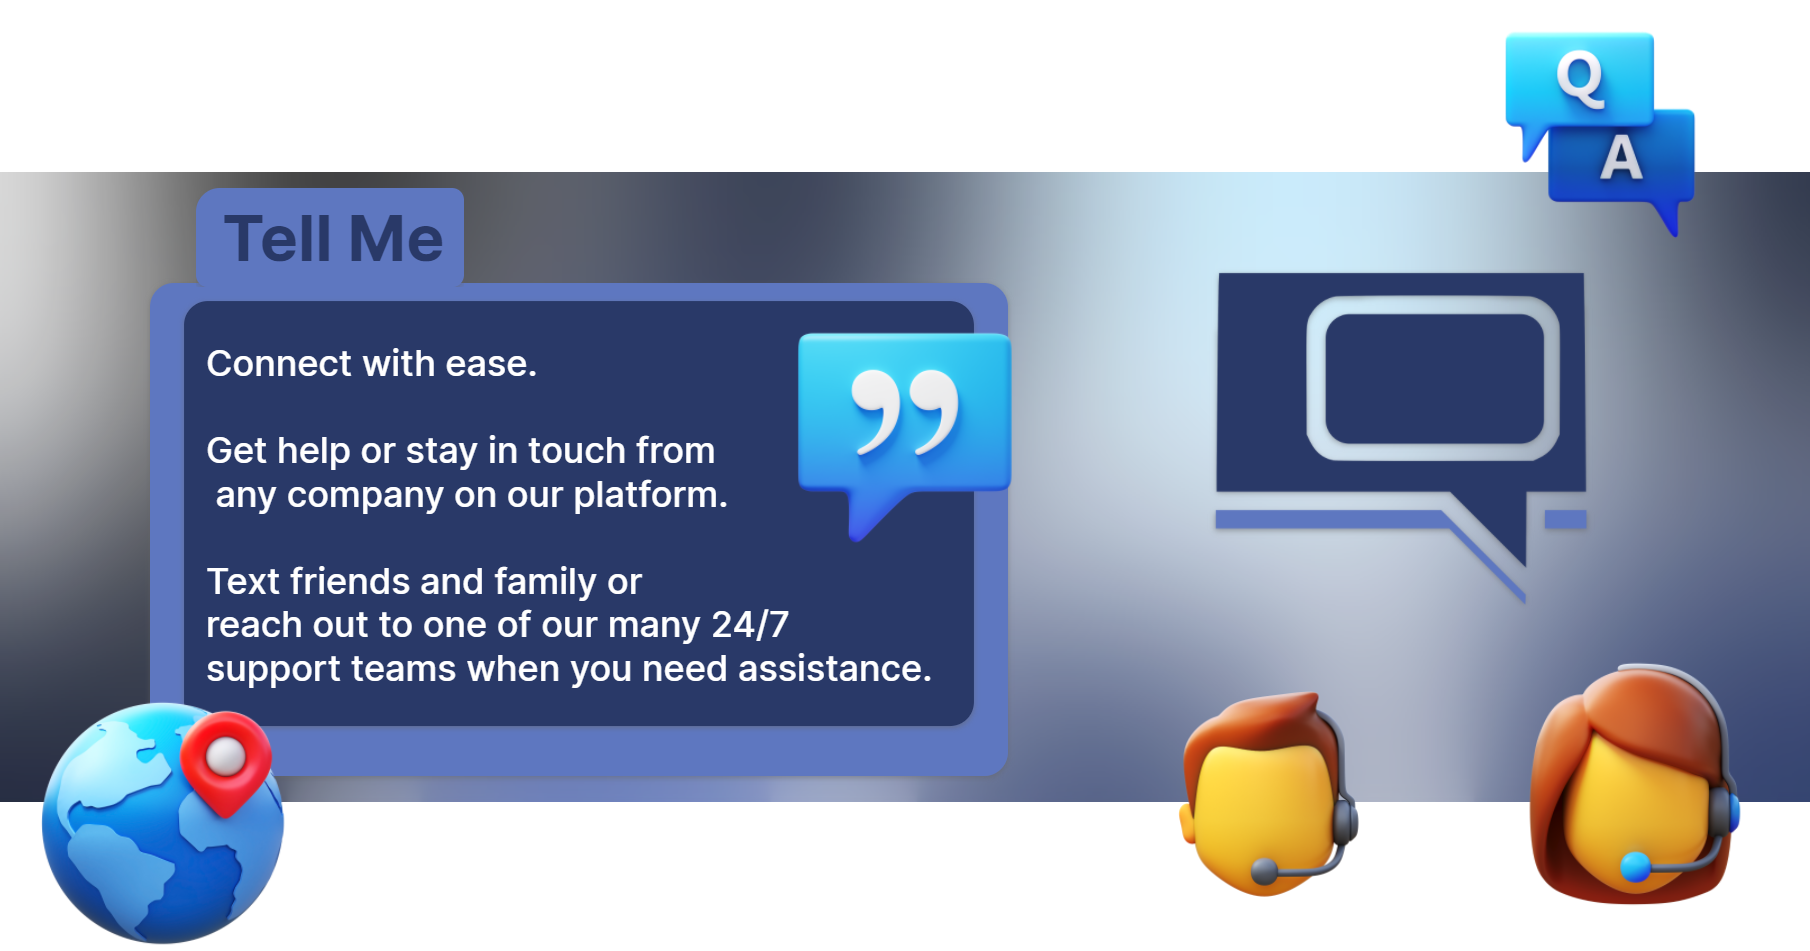 Q
A
Tell Me
Connect with ease.
Get help or stay in touch from
any company on our platform.
Text friends and family or
reach out to one of our many 24/7
support teams when you need assistance.